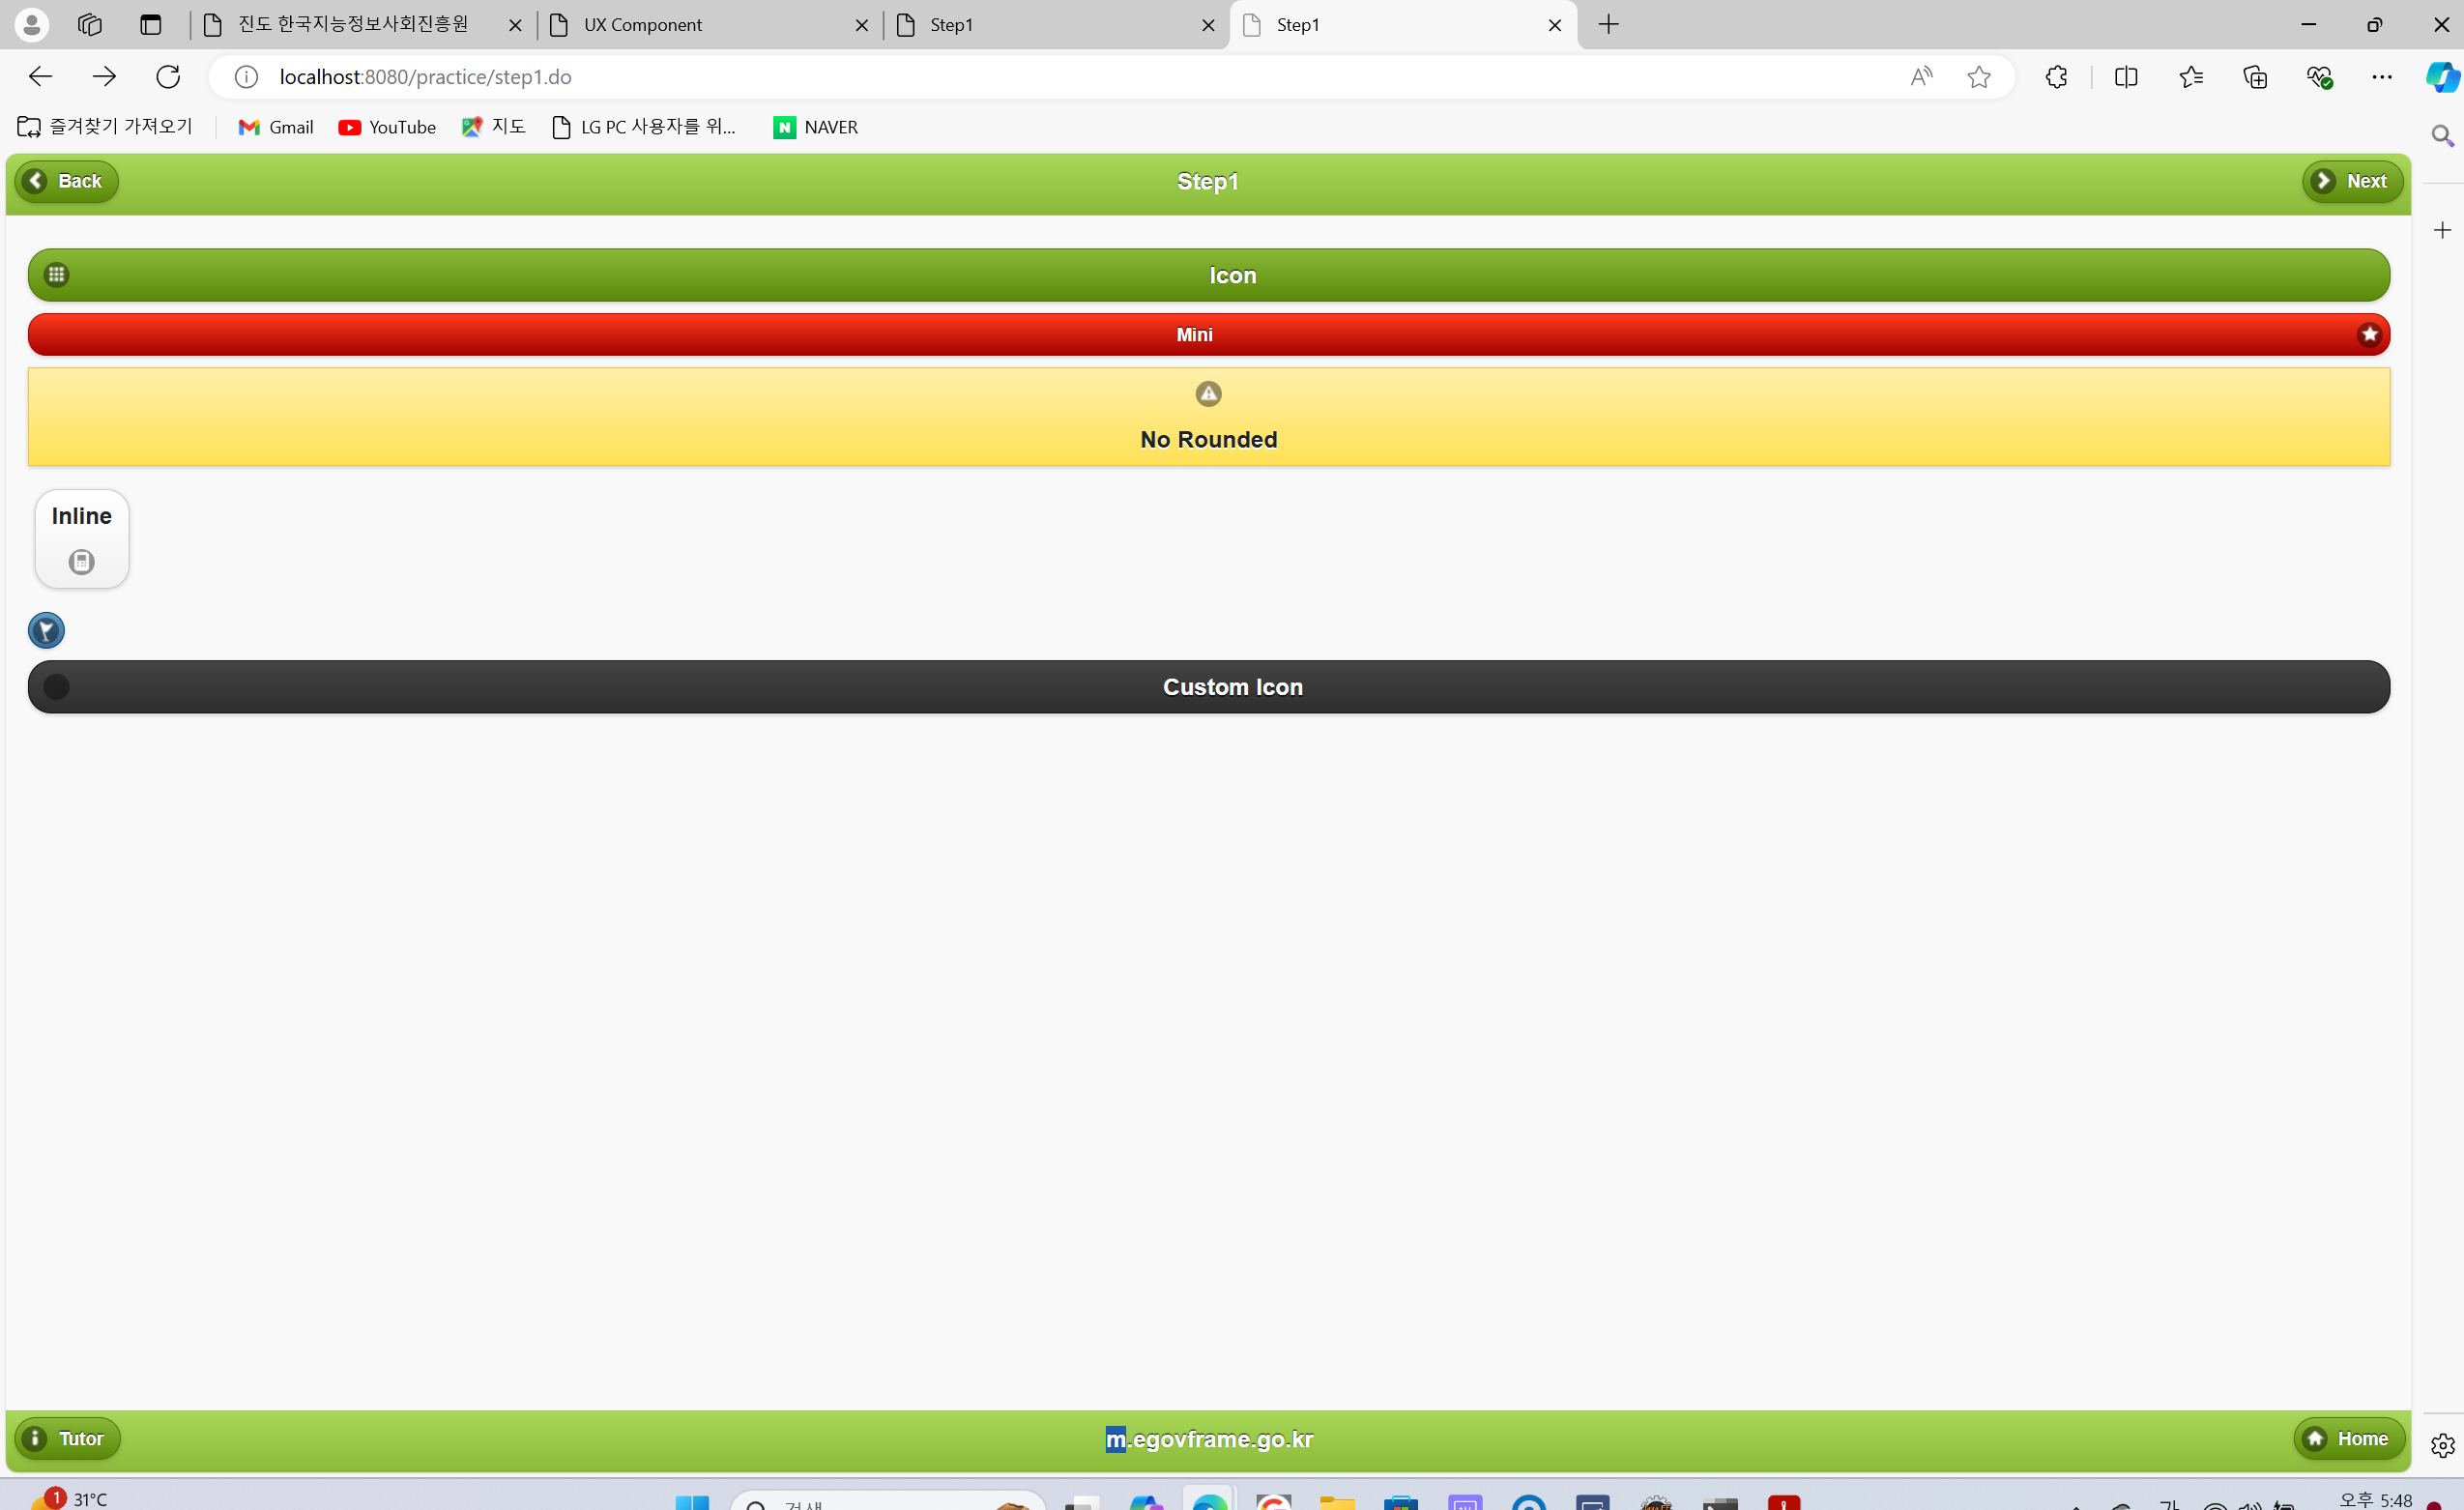 진도 한국지능정보사회진흥원
UX Component
Step1
Step1
localhost:8080/practice/step1.do
즐겨찾기 가져오기
Gmail
YouTube
지도
LG PC 사용자를 위...
NAVER
Back
Step1
Next
Icon
Mini
No Rounded
Inline
Custom Icon
Tutor
m.egovframe.go.kr
Home
1
31°C
오후 5:48